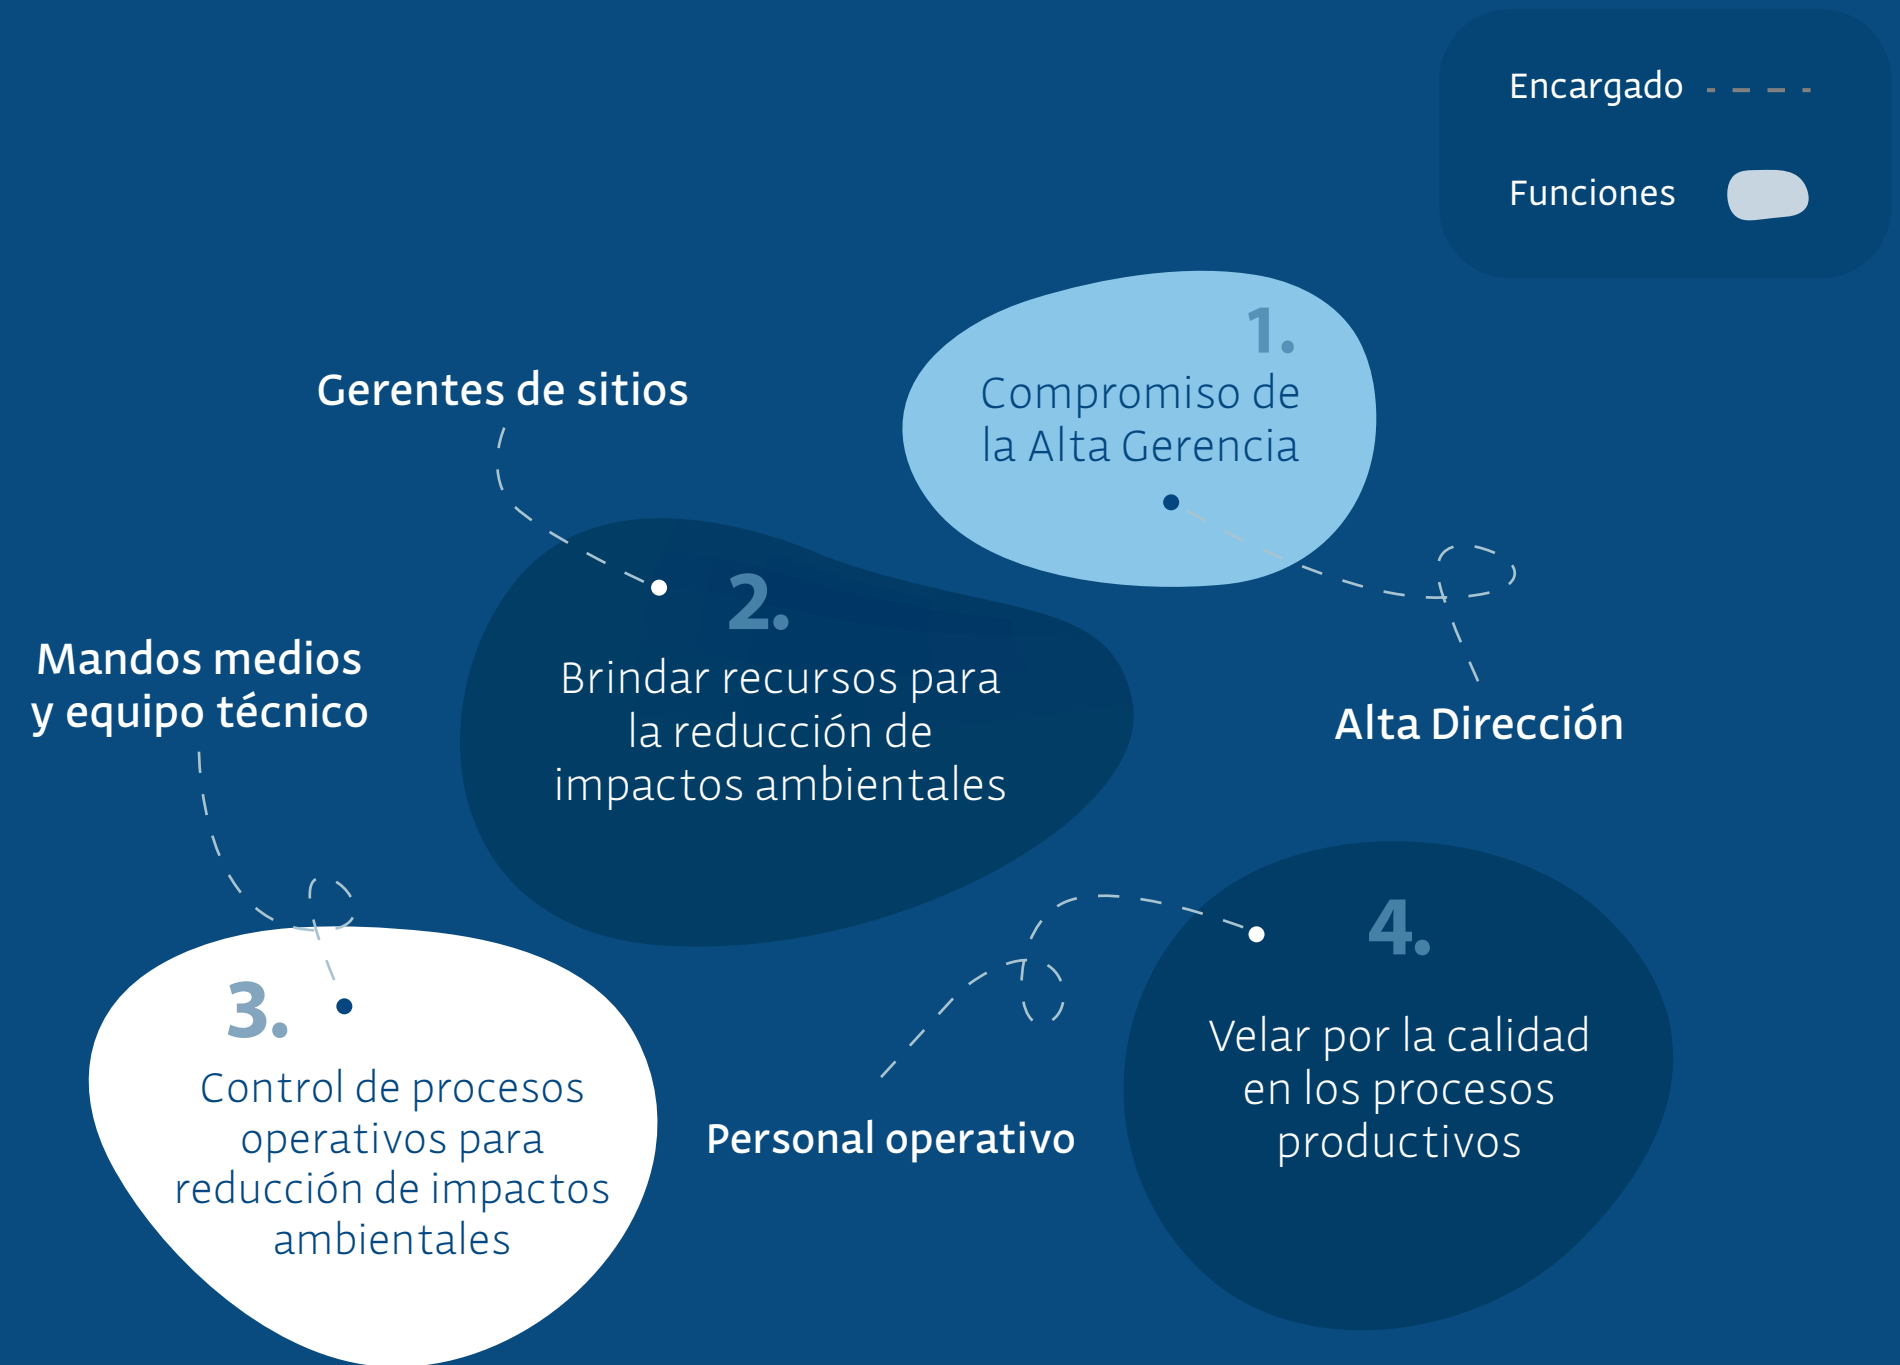 Encargado
Funciones
1.
Compromiso de
la Alta Gerencia
Alta Dirección
Gerentes de sitios
2.
Brindar recursos para
la reducción de
impactos ambientales
Mandos medios
y equipo técnico
3.
Control de procesos
operativos para
reducción de impactos
ambientales
Personal operativo
4.
Velar por la calidad
en los procesos
productivos